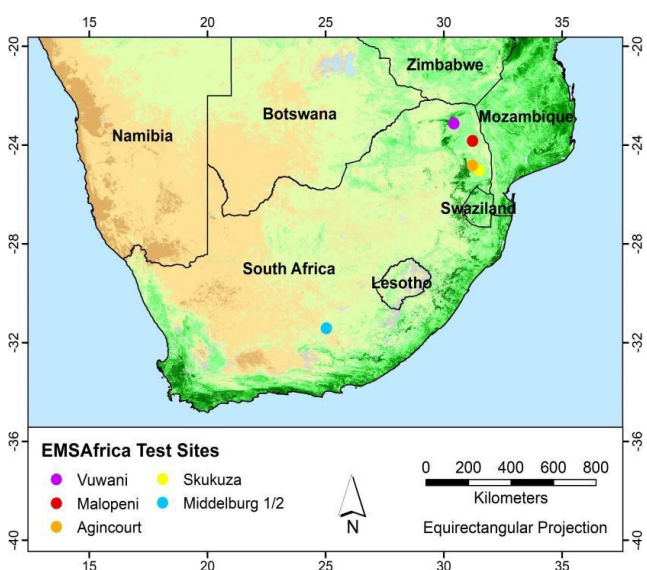 15 20 25 30 35
-20 -20
Zimbabwe
Botswana
Mozambique
Namibia
-24 -24
Swaziland
-28 -28
South Africa
Lesotho
-32 -32
-36 -36
EMSAfrica Test Sites
Vuwani Skukuza
Malopeni Middelburg 1/2
Agincourt
0 200 400 600 800
Kilometers
N
Equirectangular Projection
-40 -40
15 20 25 30 35